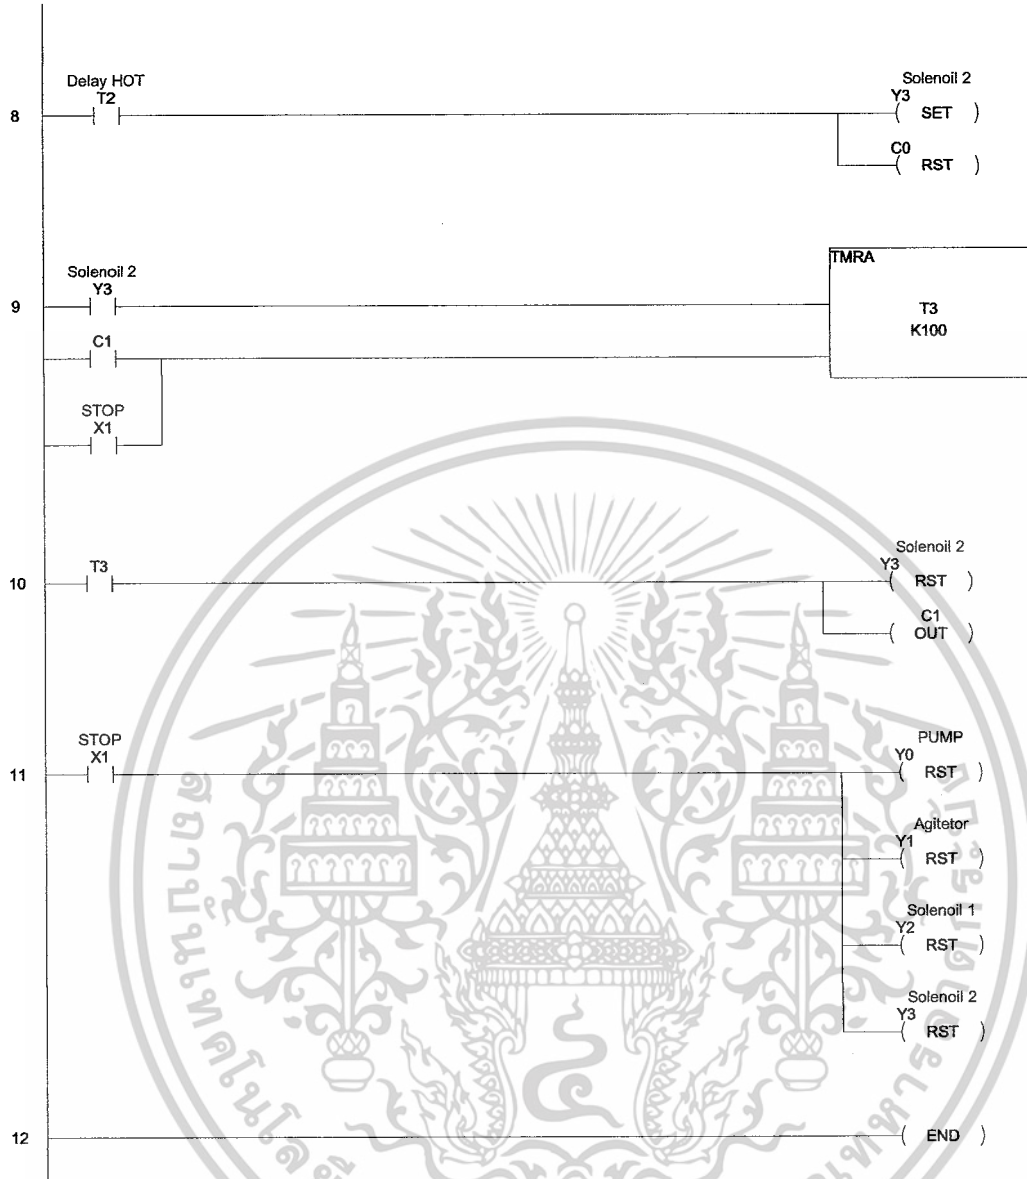 Delay HOT
T2
8
Solenoil 2
Y3
SET
C0
RST
Solenoil 2
Y3
9
TMRA
T3
K100
C1
STOP
X1
10
T3
Solenoil 2
Y3
RST
C1
OUT
STOP
X1
11
PUMP
Y0
RST
Agitetor
Y1
RST
Solenoil 1
Y2
RST
Solenoil 2
Y3
RST
12
END